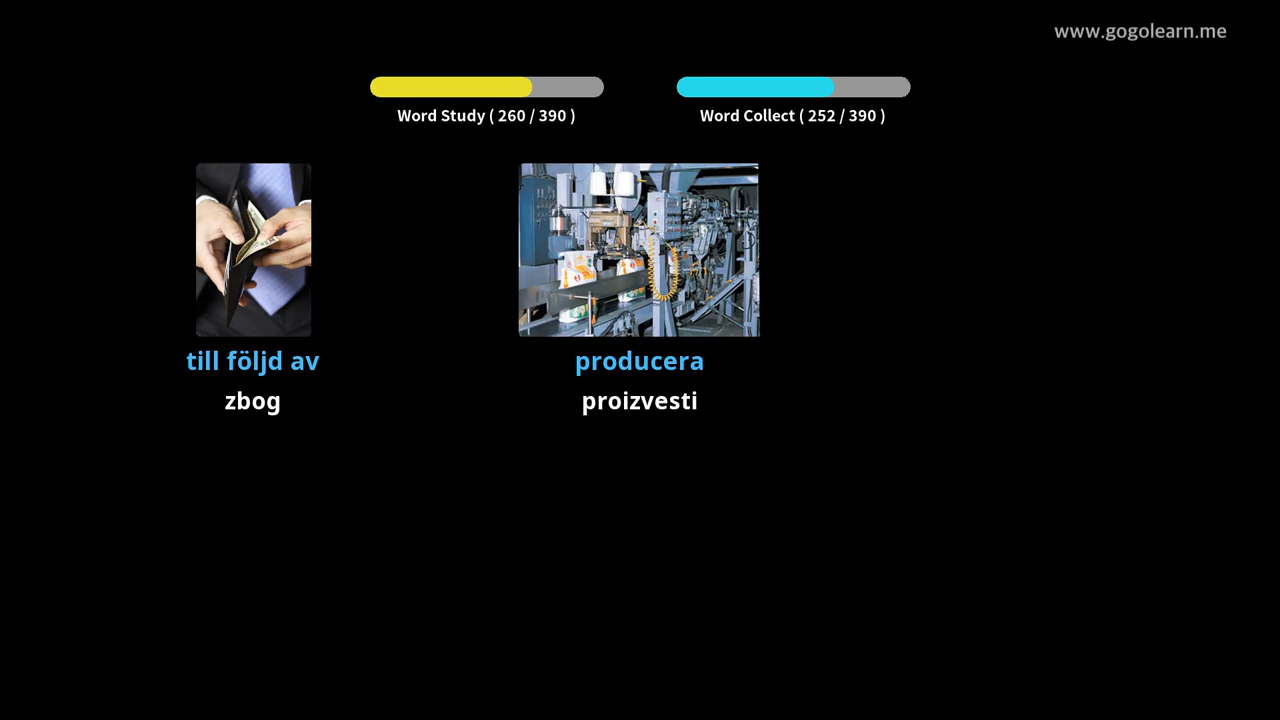 www.gogolearn.me
Word Study ( 260 / 390 )
Word Collect ( 252 / 390 )
till följd av
producera
zbog
proizvesti